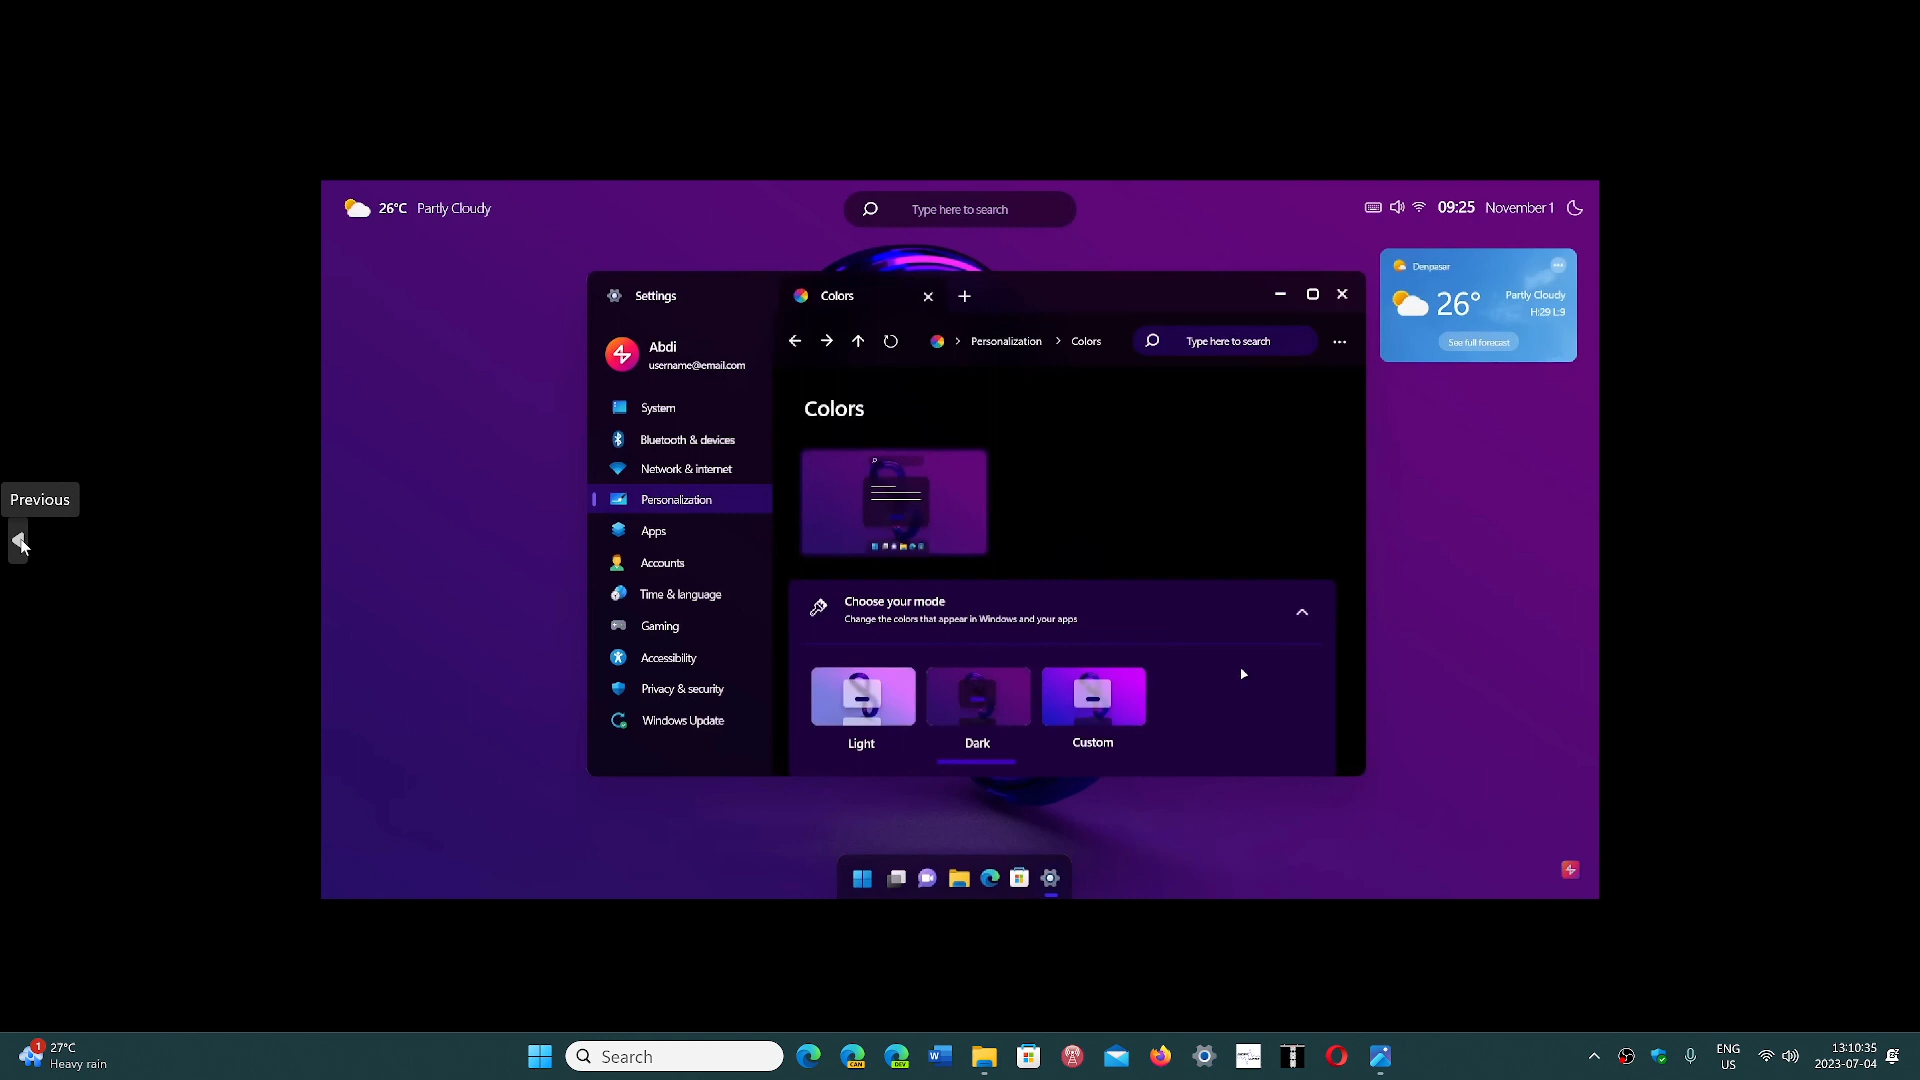 26°C Partly Cloudy
Type here to search
09:25 November 1
Denpasar
26°
Partly Cloudy
H:29 L:9
See full forecast
Settings
Colors
Abdi
username@email.com
Personalization
Colors
Type here to search
System
Bluetooth & devices
Network & internet
Personalization
Apps
Accounts
Time & language
Gaming
Accessibility
Privacy & security
Windows Update
Colors
Choose your mode
Change the colors that appear in Windows and your apps
Light
Dark
Custom
Previous
1
27°C
Heavy rain
Search
CAN
DEV
W
ENG
US
13:10:35
2023-07-04